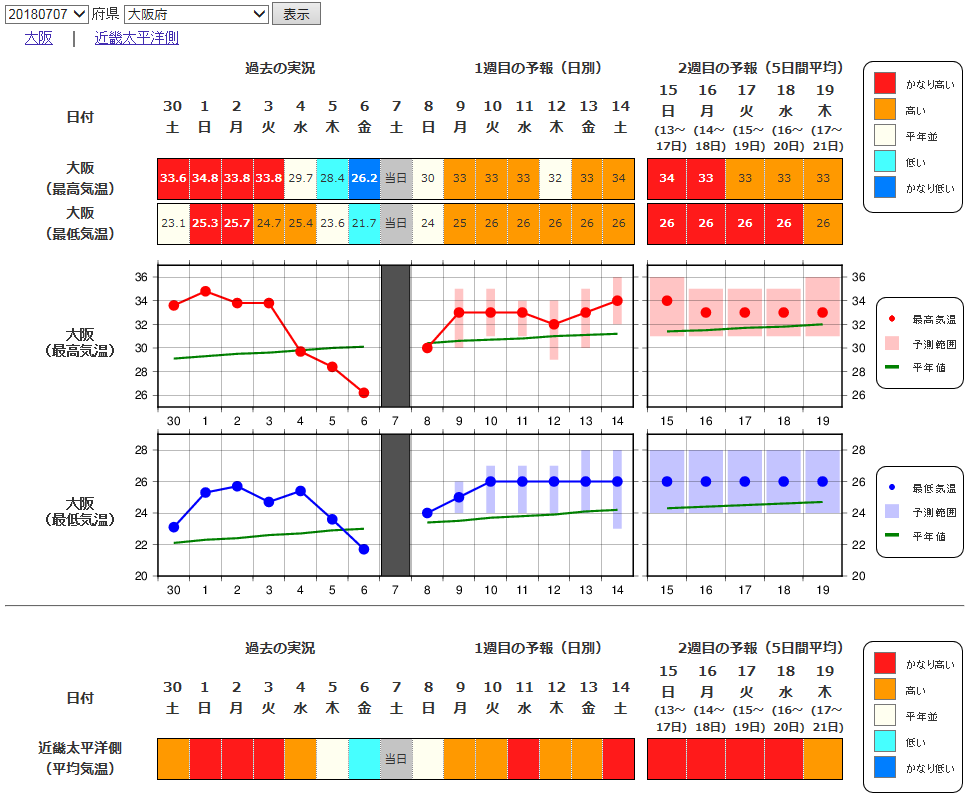 20180707 府県 大阪府 表示
大阪 | 近畿太平洋側
過去の実況 1週目の予報（日別） 2週目の予報（5日間平均）
日付
30 1 2 3 4 5 6 7 8 9 10 11 12 13 14 15 16 17 18 19
土 日 月 火 水 木 金 土 日 月 火 水 木 金 土 日 月 火 水 木
(13～ (14～ (15～ (16～ (17～
17日) 18日) 19日) 20日) 21日)
かなり高い
高い
平年並
低い
かなり低い
大阪
（最高気温）
33.6 34.8 33.8 33.8 29.7 28.4 26.2 当日 30 33 33 33 32 33 34 34 33 33 33 33
大阪
（最低気温）
23.1 25.3 25.7 24.7 25.4 23.6 21.7 当日 24 25 26 26 26 26 26 26 26 26 26 26
大阪
（最高気温）
36 36
34 34
32 32
30 30
28 28
26 26
30 1 2 3 4 5 6 7 8 9 10 11 12 13 14 15 16 17 18 19
最高気温
予測範囲
平年値
大阪
（最低気温）
28 28
26 26
24 24
22 22
20 20
30 1 2 3 4 5 6 7 8 9 10 11 12 13 14 15 16 17 18 19
最低気温
予測範囲
平年値
過去の実況 1週目の予報（日別） 2週目の予報（5日間平均）
日付
30 1 2 3 4 5 6 7 8 9 10 11 12 13 14 15 16 17 18 19
土 日 月 火 水 木 金 土 日 月 火 水 木 金 土 日 月 火 水 木
(13～ (14～ (15～ (16～ (17～
17日) 18日) 19日) 20日) 21日)
かなり高い
高い
平年並
低い
かなり低い
近畿太平洋側
（平均気温）
当日